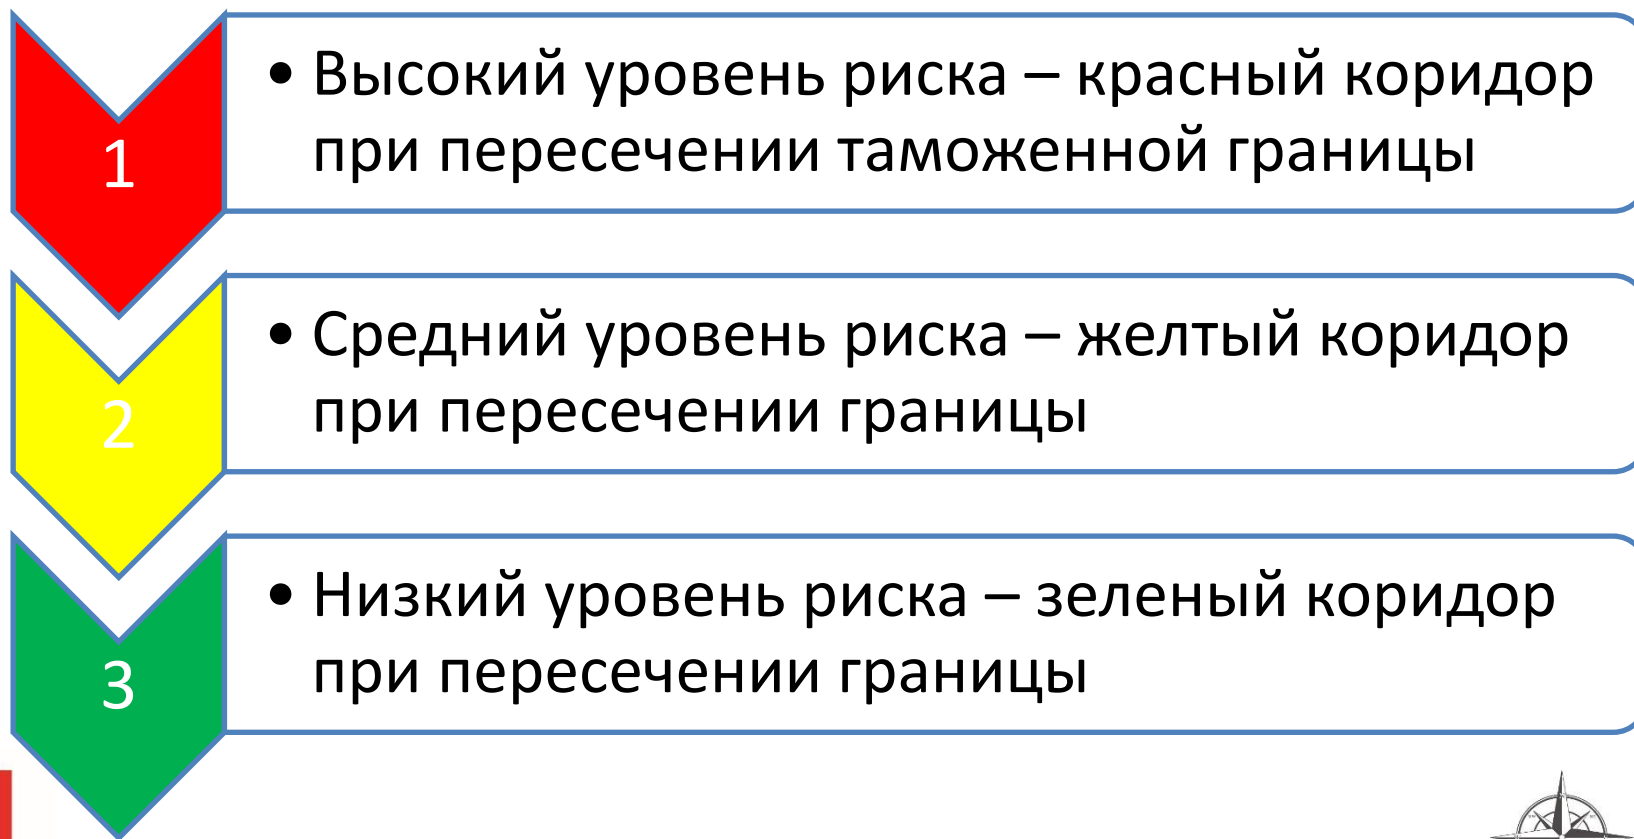 1
• Высокий уровень риска – красный коридор
при пересечении таможенной границы
2
• Средний уровень риска – желтый коридор
при пересечении границы
3
• Низкий уровень риска – зеленый коридор
при пересечении границы